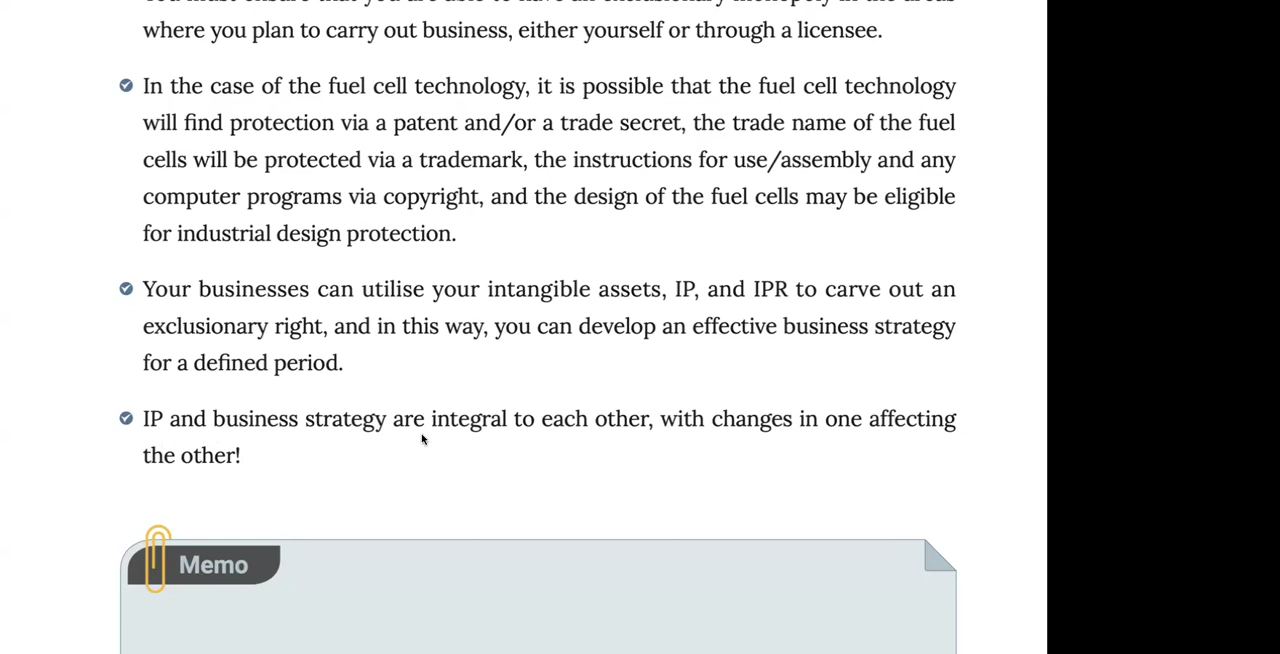 where you plan to carry out business, either yourself or through a licensee.
In the case of the fuel cell technology, it is possible that the fuel cell technology
will find protection via a patent and/or a trade secret, the trade name of the fuel
cells will be protected via a trademark, the instructions for use/assembly and any
computer programs via copyright, and the design of the fuel cells may be eligible
for industrial design protection.
Your businesses can utilise your intangible assets, IP, and IPR to carve out an
exclusionary right, and in this way, you can develop an effective business strategy
for a defined period.
IP and business strategy are integral to each other, with changes in one affecting
the other!
Memo